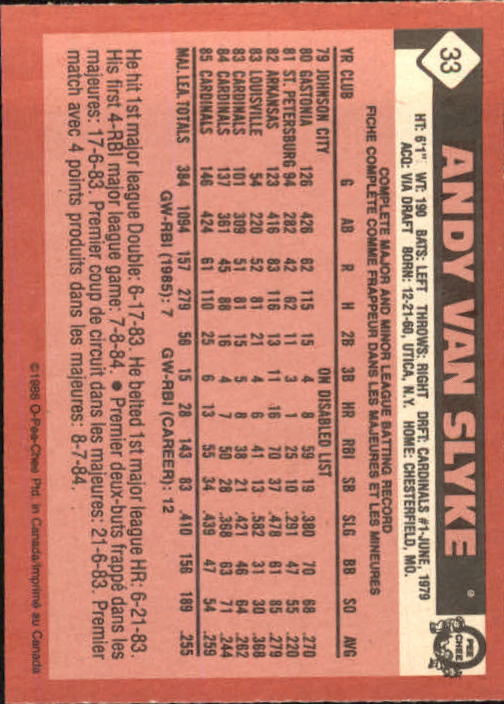 33
ANDY VAN SLYKE
HT: 6'1" WT: 190 BATS: LEFT THROWS: RIGHT DRFT: CARDINALS #1-JUNE, 1979
ACQ: VIA DRAFT BORN: 12-21-60, UTICA, N.Y. HOME: CHESTERFIELD, MO.
O PEE CHEE
COMPLETE MAJOR AND MINOR LEAGUE BATTING RECORD
FICHE COMPLETE COMME FRAPPEUR DANS LES MAJEURES ET LES MINEURES
YR CLUB G AB R H 2B 3B HR RBI SB SLG BB SO AVG
79 JOHNSON CITY ON DISABLED LIST
80 GASTONIA 126 426 62 115 15 4 8 59 19 .380 70 68 .270
81 ST. PETERSBURG 94 282 42 62 11 3 1 25 10 .291 47 55 .220
82 ARKANSAS 123 416 83 116 13 11 16 70 37 .478 61 85 .279
83 LOUISVILLE 54 220 52 81 21 4 6 41 13 .582 31 30 .368
83 CARDINALS 101 309 51 81 15 5 8 38 21 .421 46 64 .262
84 CARDINALS 137 361 45 88 16 4 7 50 28 .368 63 71 .244
85 CARDINALS 146 424 61 110 25 6 13 55 34 .439 47 54 .259
MAJ. LEA. TOTALS 384 1094 157 279 56 15 28 143 83 .410 156 189 .255
GW-RBI (1985): 7 GW-RBI (CAREER): 12
He hit 1st major league Double: 6-17-83. He belted 1st major league HR: 6-21-83.
His first 4-RBI major league game: 7-8-84. ● Premier deux-buts frappé dans les
majeures: 17-6-83. Premier coup de circuit dans les majeures: 21-6-83. Premier
match avec 4 points produits dans les majeures: 8-7-84.
©1986 O-Pee-Chee Ptd. in Canada/Imprimé au Canada